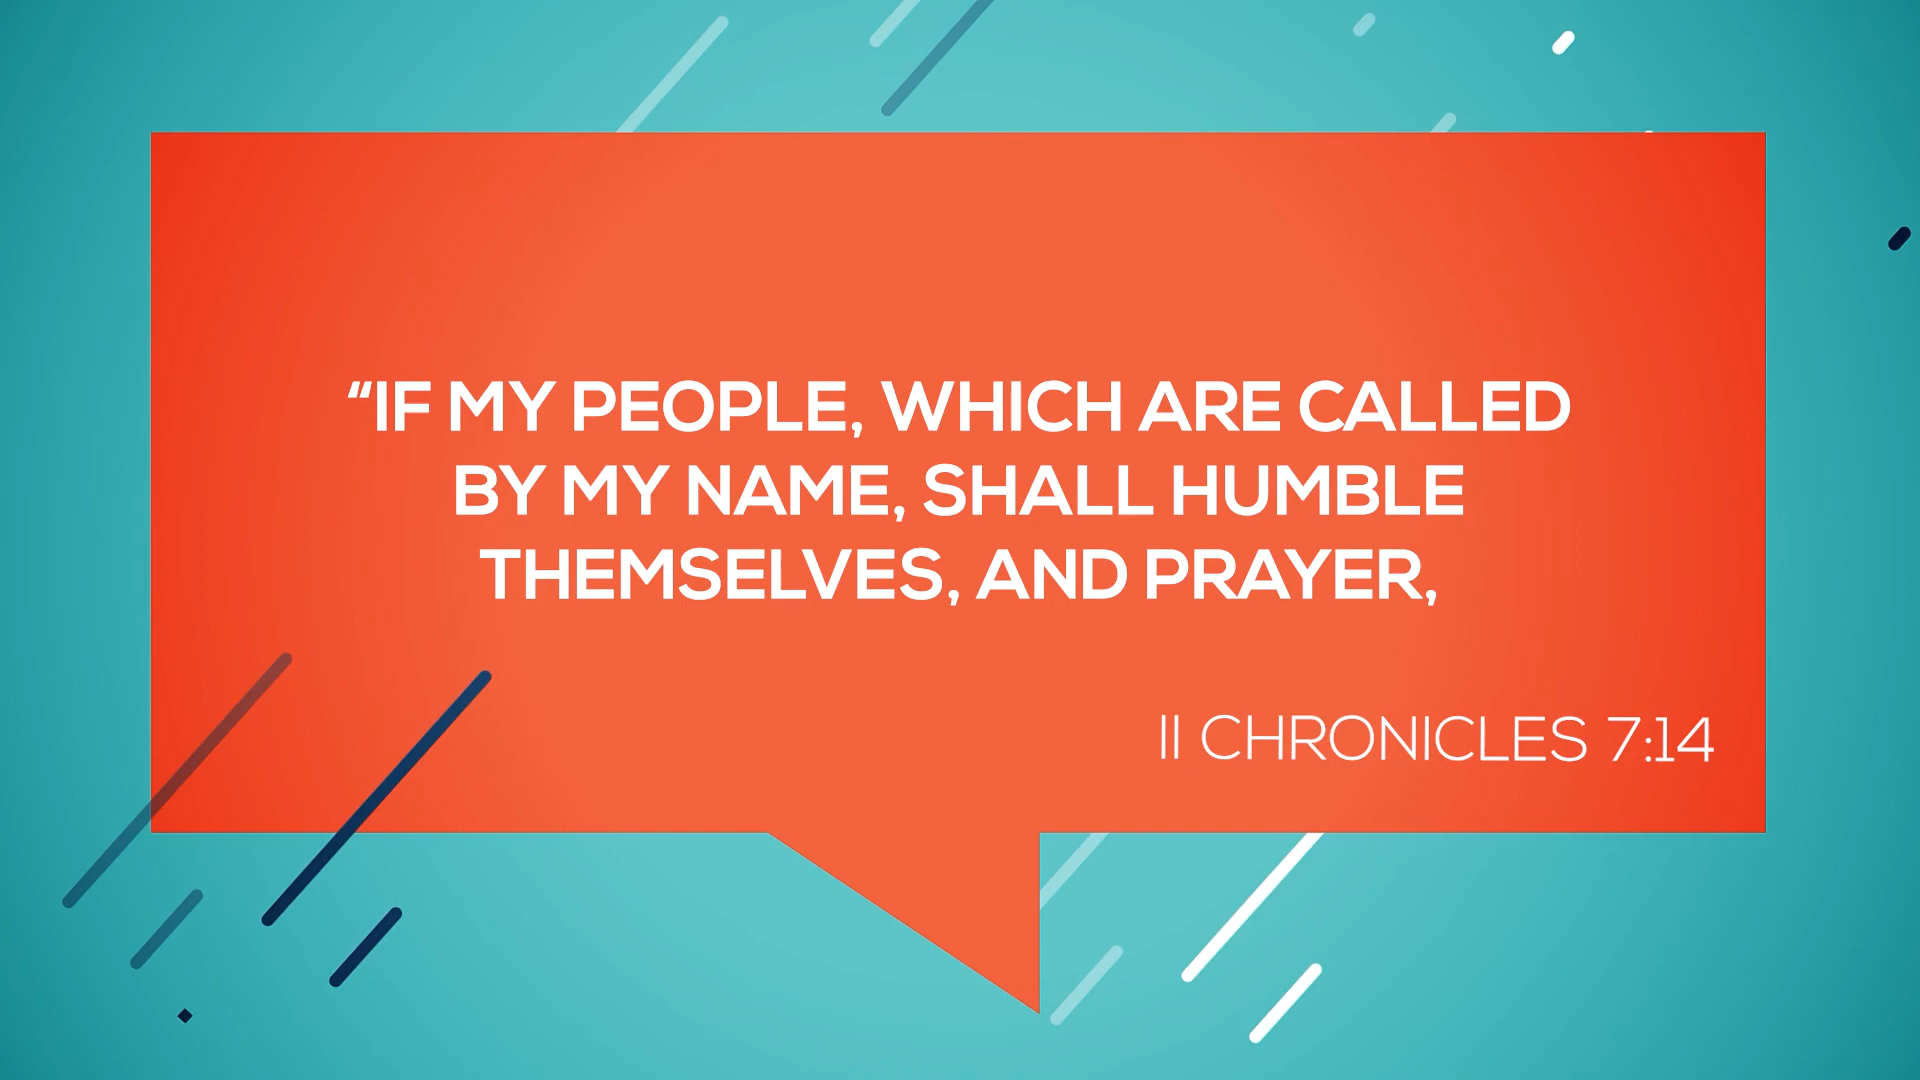 “IF MY PEOPLE, WHICH ARE CALLED
BY MY NAME, SHALL HUMBLE
THEMSELVES, AND PRAYER,
II CHRONICLES 7:14